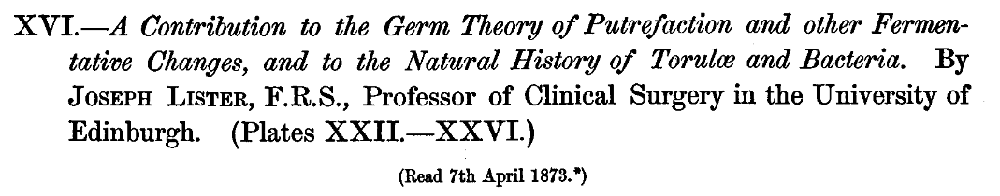 XVI.—A Contribution to the Germ Theory of Putrefaction and other Fermen-
tative Changes, and to the Natural History of Torulæ and Bacteria. By
JOSEPH LISTER, F.R.S., Professor of Clinical Surgery in the University of
Edinburgh. (Plates XXII.—XXVI.)
(Read 7th April 1873.*)